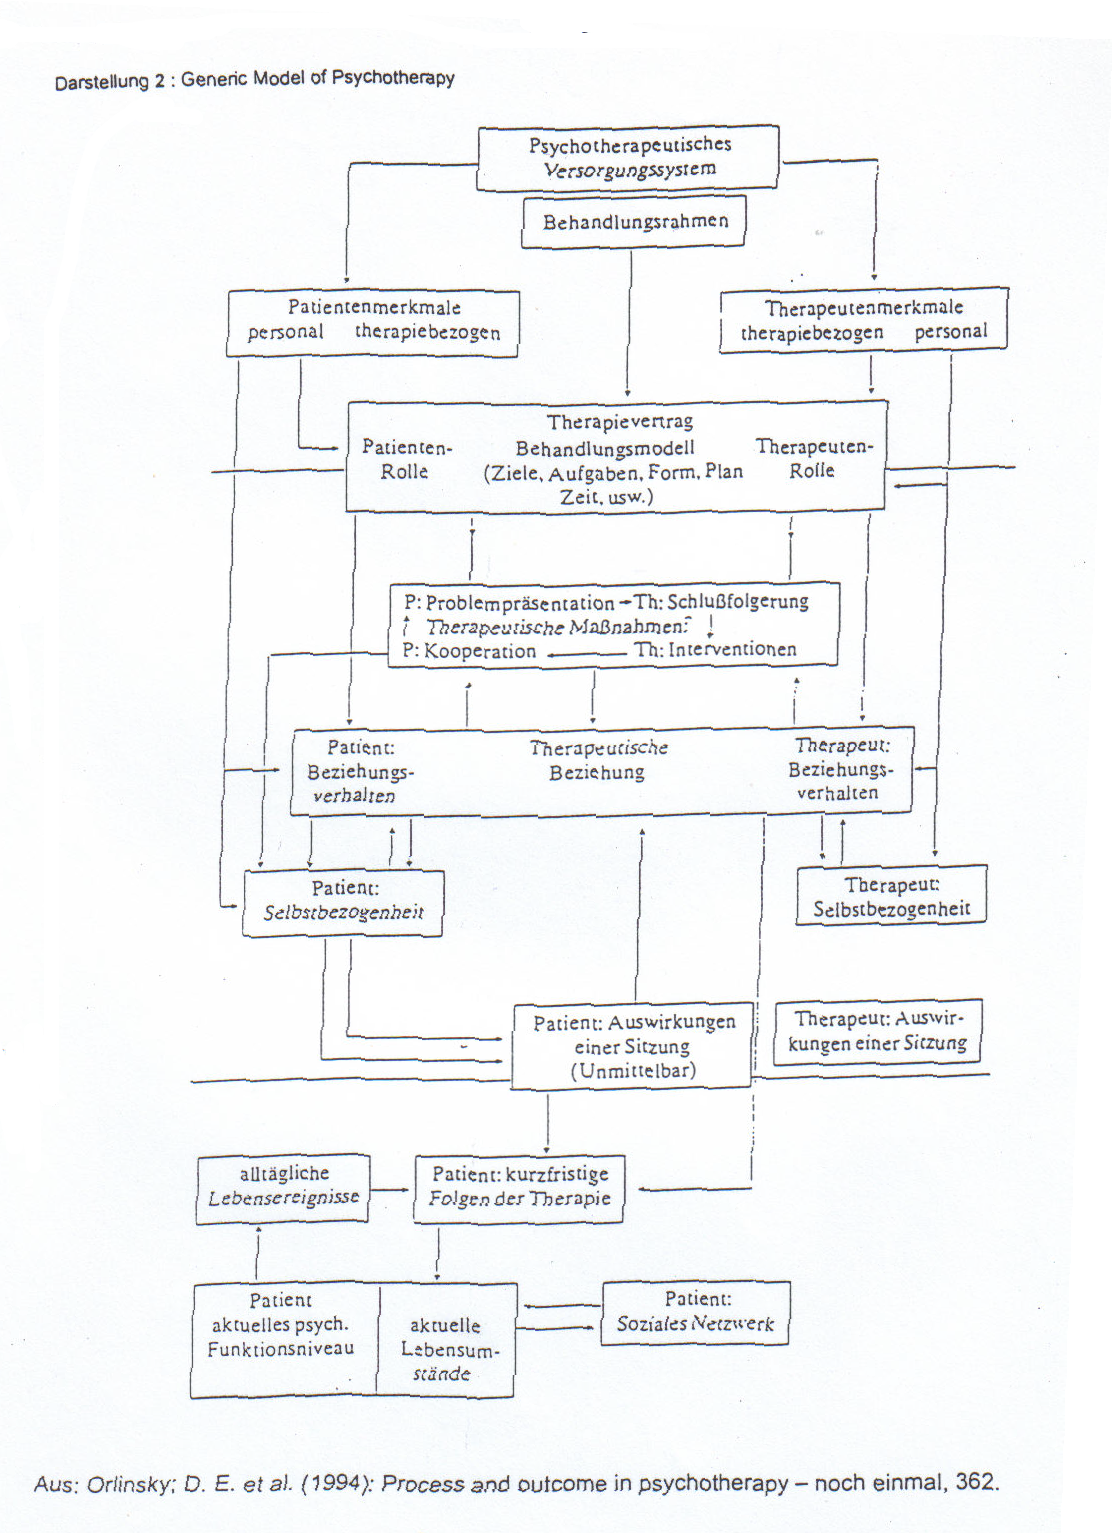 Darstellung 2 : Generic Model of Psychotherapy
Psychotherapeutisches
Versorgungssystem
Behandlungsrahmen
Patientenmerkmale
personal therapiebezogen
Therapeutenmerkmale
therapiebezogen personal
Therapievertrag
Patienten- Behandlungsmodell Therapeuten-
Rolle (Ziele, Aufgaben, Form, Plan Rolle
Zeit, usw.)
P: Problempräsentation Th: Schlußfolgerung
Therapeutische Maßnahmen:
P: Kooperation Th: Interventionen
Patient: Therapeutische Therapeut:
Beziehungs- Beziehung Beziehungs-
verhalten verhalten
Patient:
Selbstbezogenheit
Therapeut:
Selbstbezogenheit
Patient: Auswirkungen
einer Sitzung
(Unmittelbar)
Therapeut: Auswir-
kungen einer Sitzung
alltägliche
Lebensereignisse
Patient: kurzfristige
Folgen der Therapie
Patient
aktuelles psych.
Funktionsniveau
aktuelle
Lebensum-
stände
Patient:
Soziales Netzwerk
Aus: Orlinsky; D. E. et al. (1994): Process and outcome in psychotherapy – noch einmal, 362.